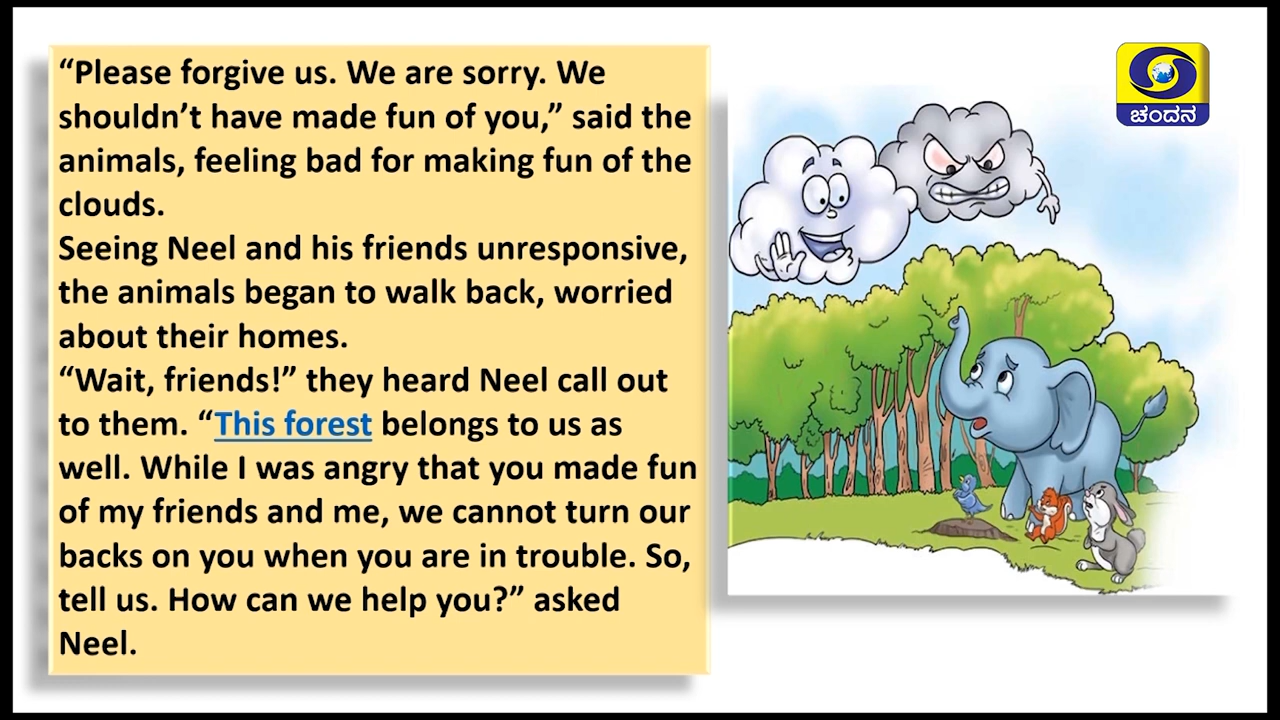 “Please forgive us. We are sorry. We
shouldn’t have made fun of you,” said the
animals, feeling bad for making fun of the
clouds.
Seeing Neel and his friends unresponsive,
the animals began to walk back, worried
about their homes.
“Wait, friends!” they heard Neel call out
to them. “This forest belongs to us as
well. While I was angry that you made fun
of my friends and me, we cannot turn our
backs on you when you are in trouble. So,
tell us. How can we help you?” asked
Neel.
ಚಂದನ